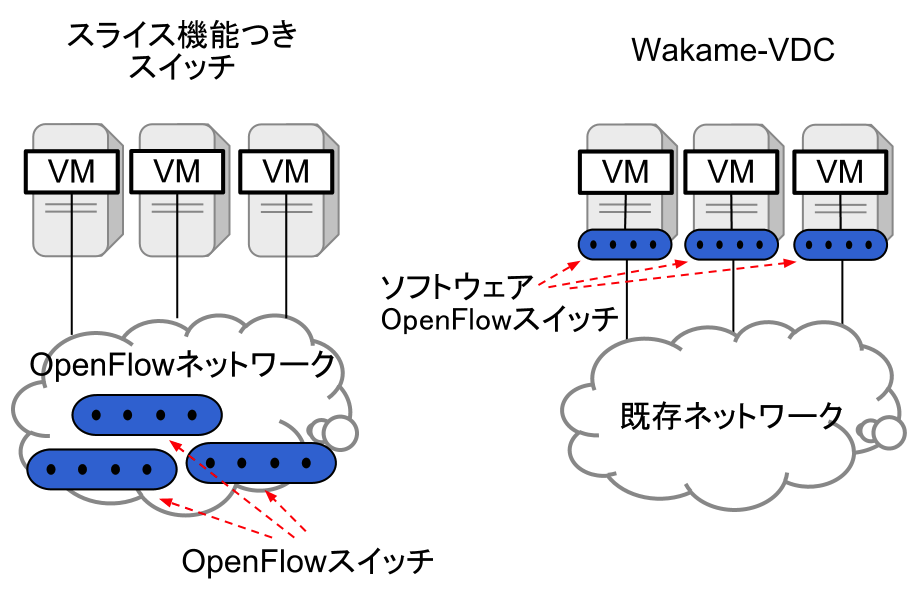 スライス機能つき
スイッチ
Wakame-VDC
VM
VM
VM
VM
VM
VM
ソフトウェア
OpenFlowスイッチ
OpenFlowネットワーク
既存ネットワーク
OpenFlowスイッチ